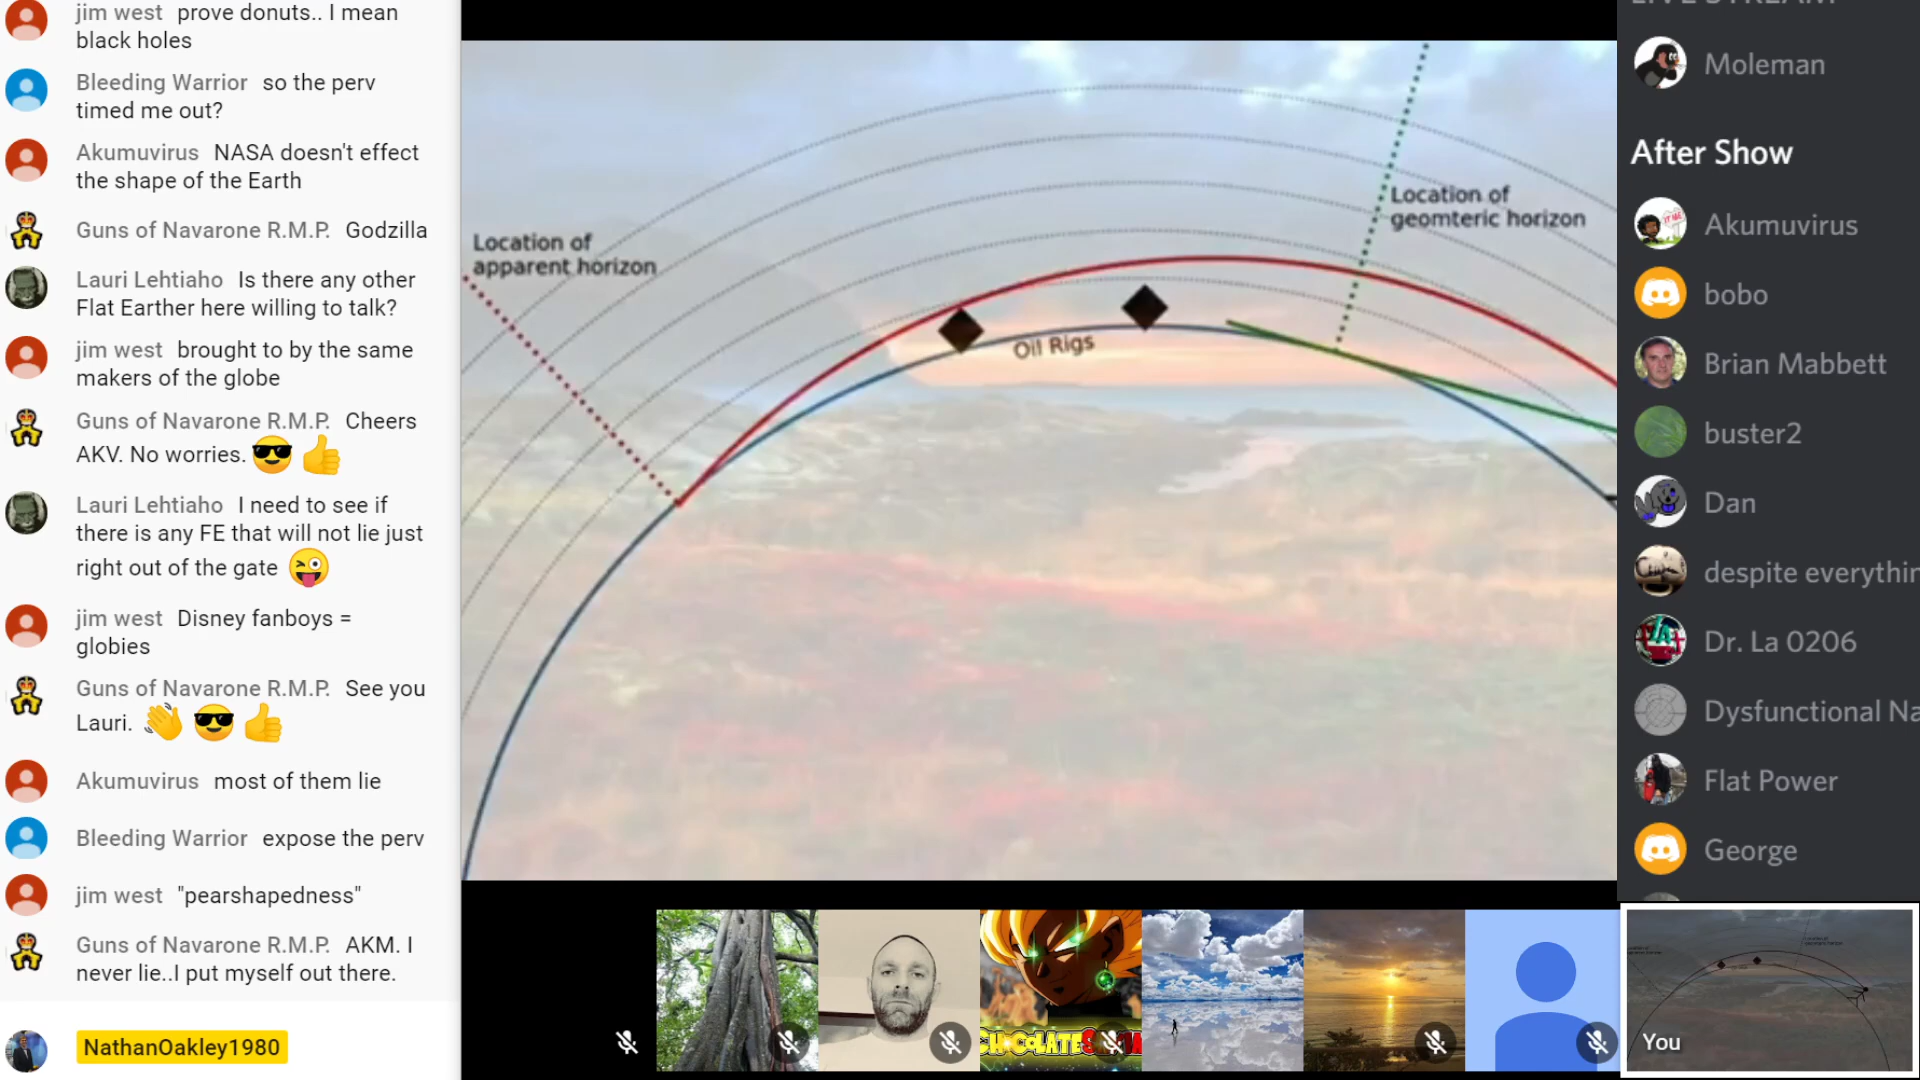 jim west prove donuts.. I mean
black holes
Bleeding Warrior so the perv
timed me out?
Akumuvirus NASA doesn't effect
the shape of the Earth
Guns of Navarone R.M.P. Godzilla
Lauri Lehtiaho Is there any other
Flat Earther here willing to talk?
jim west brought to by the same
makers of the globe
Guns of Navarone R.M.P. Cheers
AKV. No worries. 😎 👍
Lauri Lehtiaho I need to see if
there is any FE that will not lie just
right out of the gate 😜
jim west Disney fanboys =
globies
Guns of Navarone R.M.P. See you
Lauri. 👋 😎 👍
Akumuvirus most of them lie
Bleeding Warrior expose the perv
jim west "pearshapedness"
Guns of Navarone R.M.P. AKM. I
never lie..I put myself out there.
NathanOakley1980
Location of
apparent horizon
Oil Rigs
Location of
geomteric horizon
LIVE STREAM!
Moleman
After Show
Akumuvirus
bobo
Brian Mabbett
buster2
Dan
despite everythin
Dr. La 0206
Dysfunctional Na
Flat Power
George
You